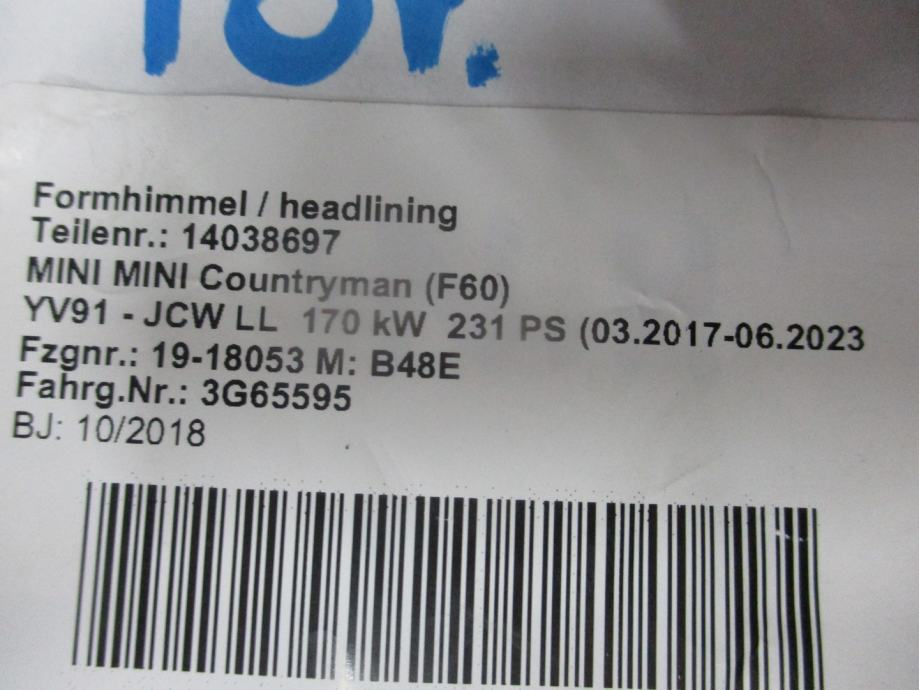 Formhimmel / headlining
Teilenr.: 14038697
MINI MINI Countryman (F60)
YV91 - JCW LL 170 kW 231 PS (03.2017-06.2023
Fzgnr.: 19-18053 M: B48E
Fahrg.Nr.: 3G65595
BJ: 10/2018